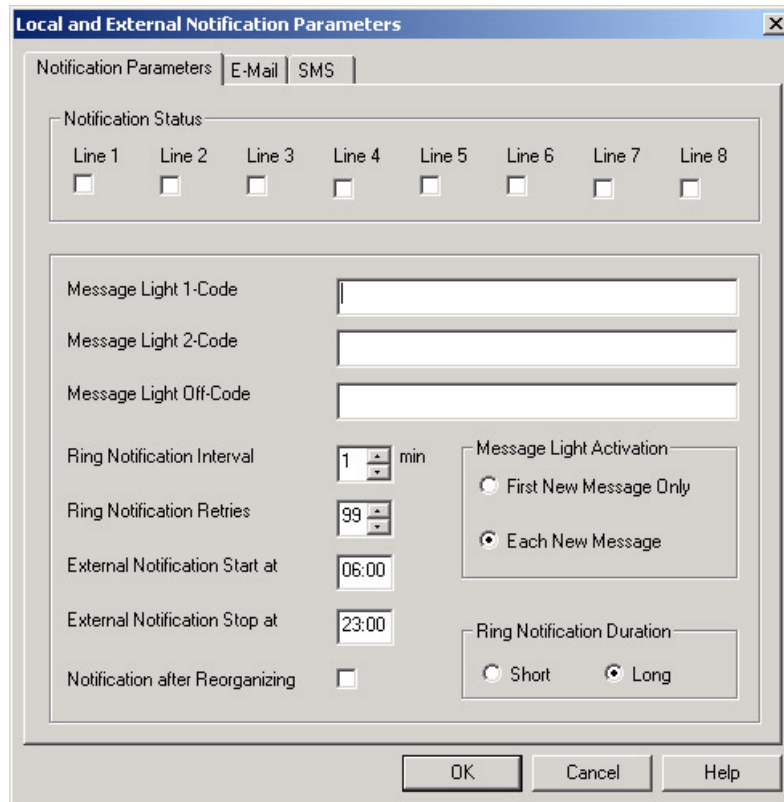 Local and External Notification Parameters
Notification Parameters E-Mail SMS
Notification Status
Line 1 Line 2 Line 3 Line 4 Line 5 Line 6 Line 7 Line 8
Message Light 1-Code
Message Light 2-Code
Message Light Off-Code
Ring Notification Interval 1 min
Message Light Activation
First New Message Only
Ring Notification Retries 99
Each New Message
External Notification Start at 06:00
External Notification Stop at 23:00
Ring Notification Duration
Notification after Reorganizing
Short Long
OK Cancel Help